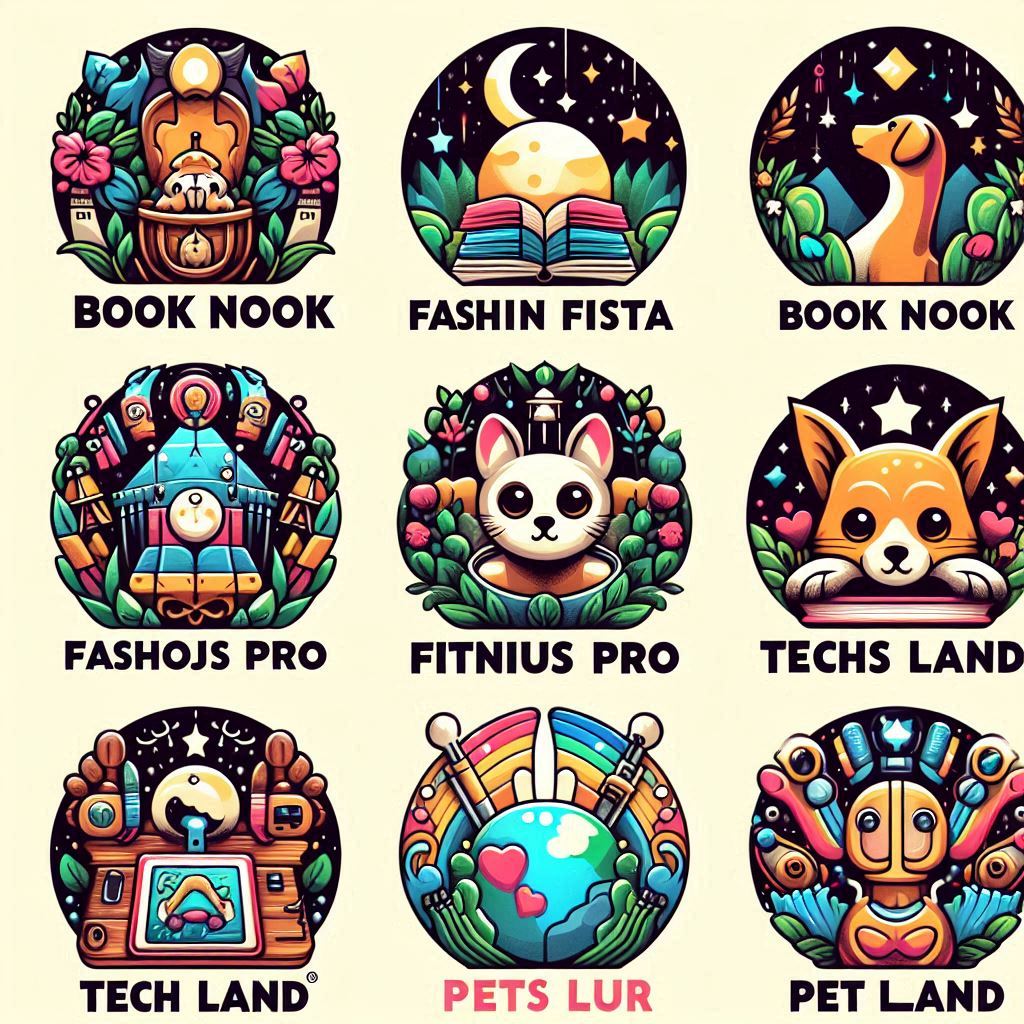 BOOK NOOK
FASHIN FISTA
BOOK NOOK
FASHOJS PRO
FITNIUS PRO
TECHS LAND
TECH LAND®
PETS LUR
PET LAND